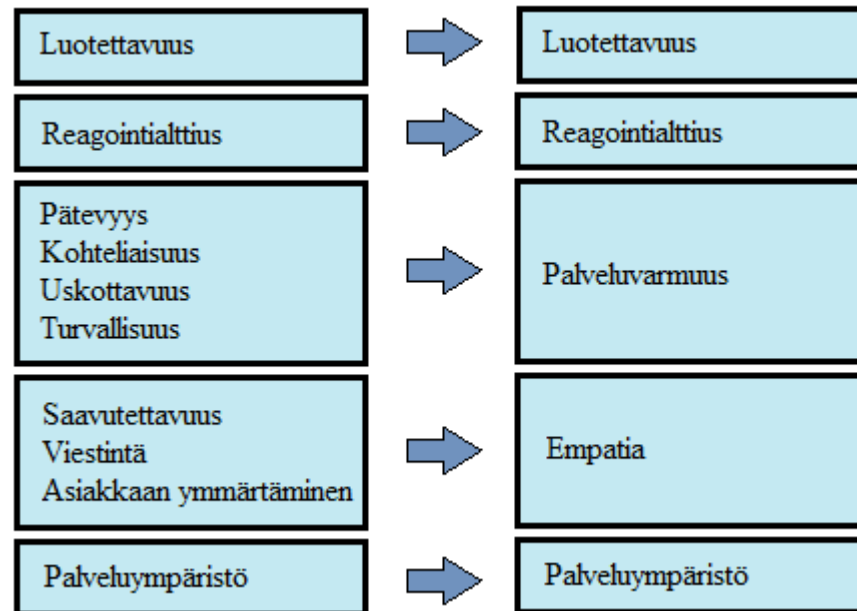 Luotettavuus
Luotettavuus
Reagointialttius
Reagointialttius
Pätevyys
Kohteliaisuus
Uskottavuus
Turvallisuus
Palveluvarmuus
Saavutettavuus
Viestintä
Asiakkaan ymmärtäminen
Empatia
Palveluympäristö
Palveluympäristö